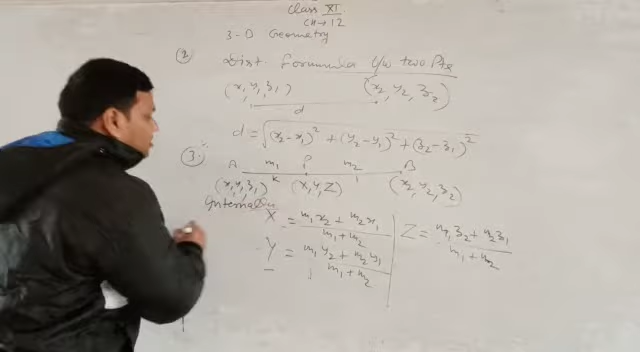 Class XI
CH→12
3-D Geometry
(2) Dist. Formula b/w two Pts
(x₁,y₁,z₁) (x₂,y₂,z₂)
d
d = √(x₂-x₁)² + (y₂-y₁)² + (z₂-z₁)²
(3) A m₁ P m₂ B
k 1
(x₁,y₁,z₁) (X,Y,Z) (x₂,y₂,z₂)
Internally
X = m₁x₂ + m₂x₁ / m₁+m₂
Z = m₁z₂ + m₂z₁ / m₁+m₂
Y = m₁y₂ + m₂y₁ / m₁+m₂